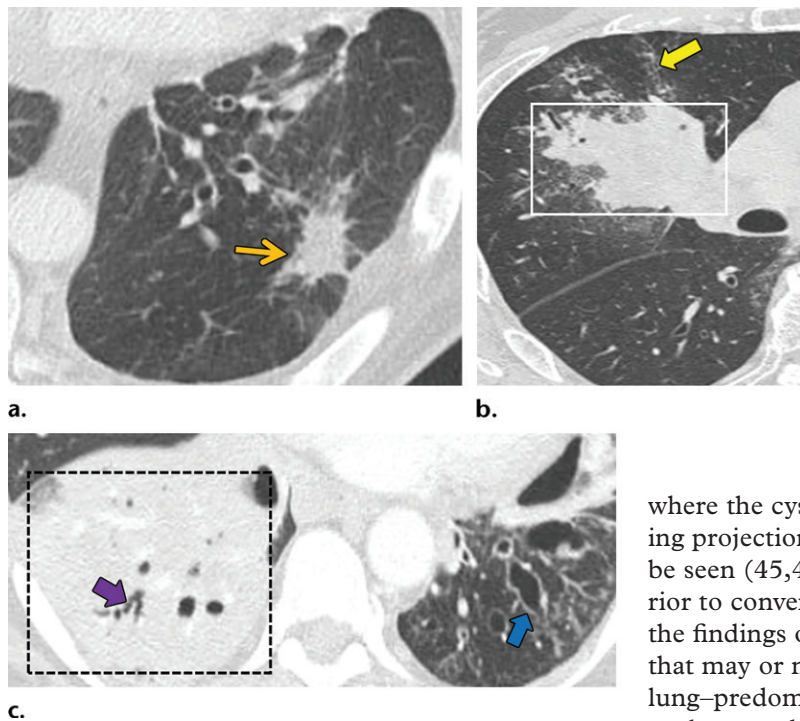 a.
b.
c.
where the cys
ing projection
be seen (45,4
rior to conver
the findings o
that may or n
lung–predom